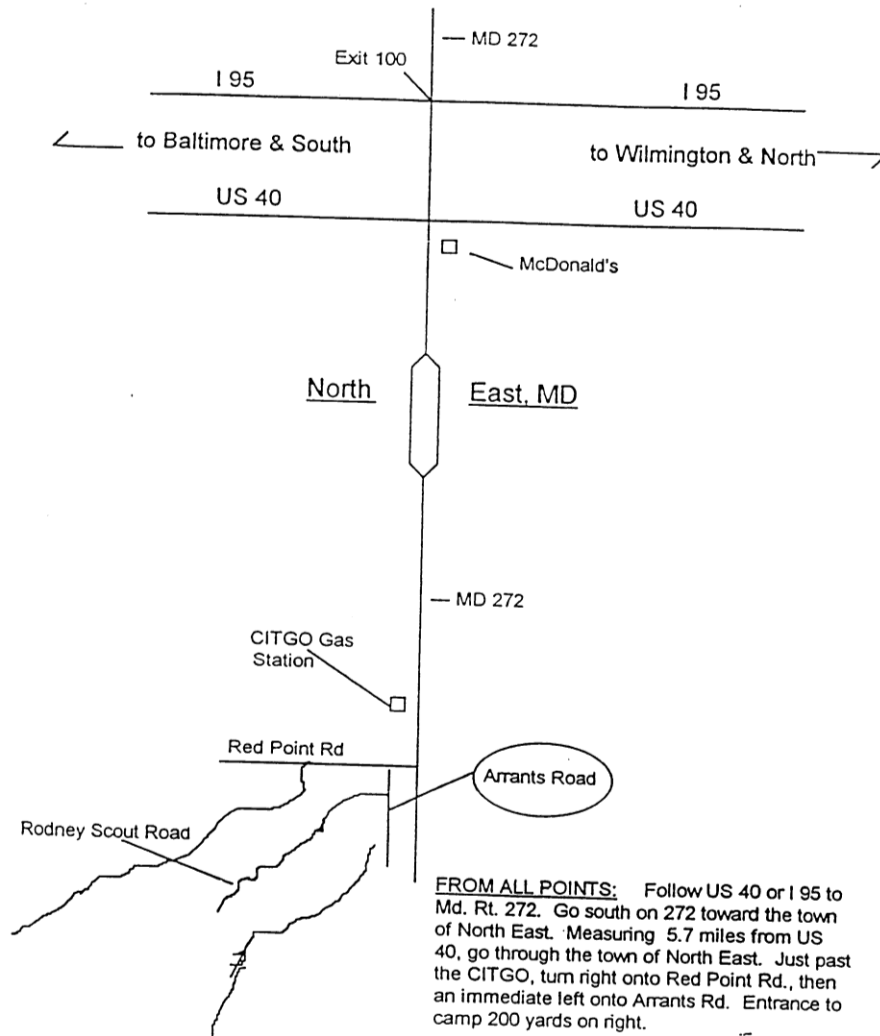 MD 272
Exit 100
I 95
I 95
to Baltimore & South
to Wilmington & North
US 40
US 40
McDonald's
North East, MD
MD 272
CITGO Gas
Station
Red Point Rd
Arrants Road
Rodney Scout Road
FROM ALL POINTS: Follow US 40 or I 95 to
Md. Rt. 272. Go south on 272 toward the town
of North East. Measuring 5.7 miles from US
40, go through the town of North East. Just past
the CITGO, turn right onto Red Point Rd., then
an immediate left onto Arrants Rd. Entrance to
camp 200 yards on right.